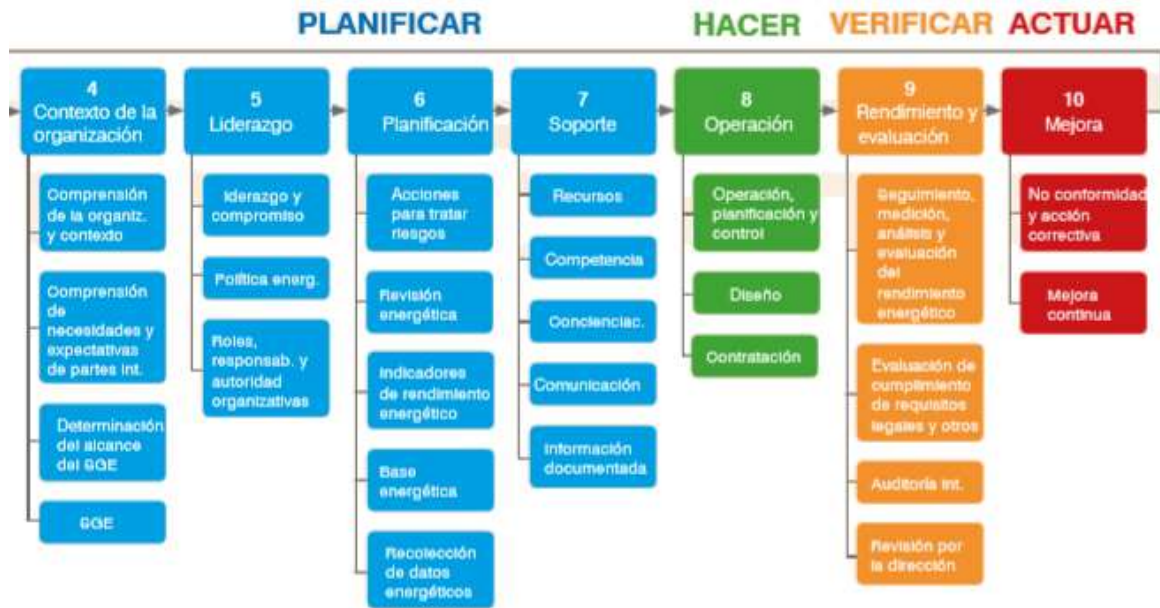 PLANIFICAR
HACER
VERIFICAR
ACTUAR
4
Contexto de la
organización
5
Liderazgo
6
Planificación
7
Soporte
8
Operación
9
Rendimiento y
evaluación
10
Mejora
Comprensión
de la organiz.
y contexto
Comprensión
de
necesidades y
expectativas
de partes int.
Determinación
del alcance
del SGE
SGE
liderazgo y
compromiso
Política energ.
Roles,
responsab. y
autoridad
organizativas
Acciones
para tratar
riesgos
Revisión
energética
Indicadores
de rendimiento
energético
Base
energética
Recolección
de datos
energéticos
Recursos
Competencia
Concienciac.
Comunicación
Información
documentada
Operación,
planificación y
control
Diseño
Contratación
Seguimiento,
medición,
análisis y
evaluación
del
rendimiento
energético
Evaluación de
cumplimiento
de requisitos
legales y otros
Auditoría int.
Revisión por
la dirección
No conformidad
y acción
correctiva
Mejora
continua